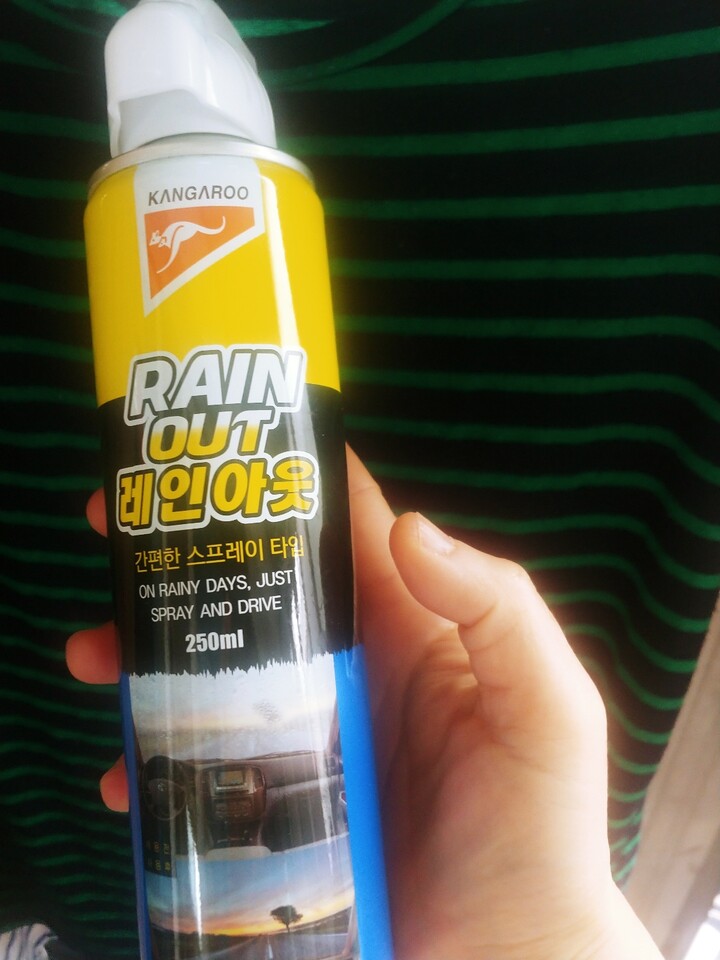 KANGAROO
RAIN
OUT
레인아웃
간편한 스프레이 타입
ON RAINY DAYS, JUST
SPRAY AND DRIVE
250ml